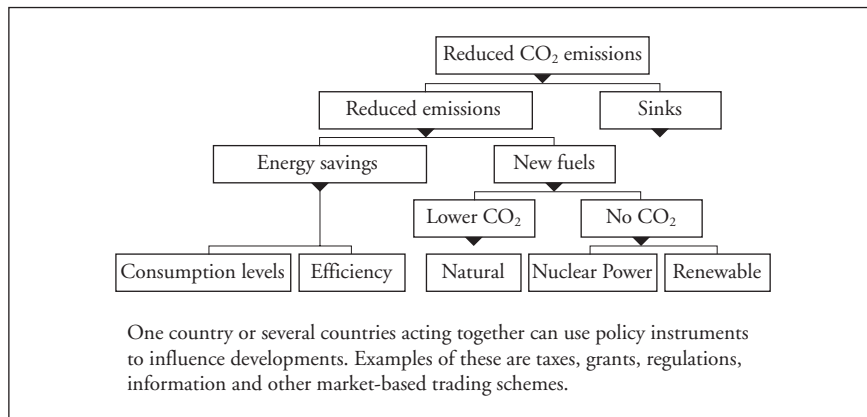 Reduced CO₂ emissions
Reduced emissions
Sinks
Energy savings
New fuels
Lower CO₂
No CO₂
Consumption levels
Efficiency
Natural
Nuclear Power
Renewable
One country or several countries acting together can use policy instruments
to influence developments. Examples of these are taxes, grants, regulations,
information and other market-based trading schemes.